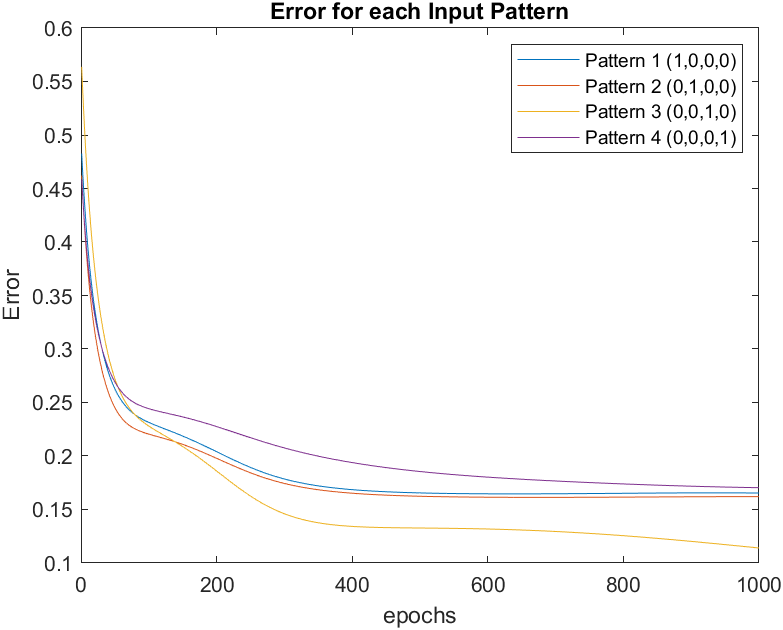 Error for each Input Pattern
0.6
0.55
0.5
0.45
0.4
0.35
0.3
0.25
0.2
0.15
0.1
Error
Pattern 1 (1,0,0,0)
Pattern 2 (0,1,0,0)
Pattern 3 (0,0,1,0)
Pattern 4 (0,0,0,1)
0 200 400 600 800 1000
epochs